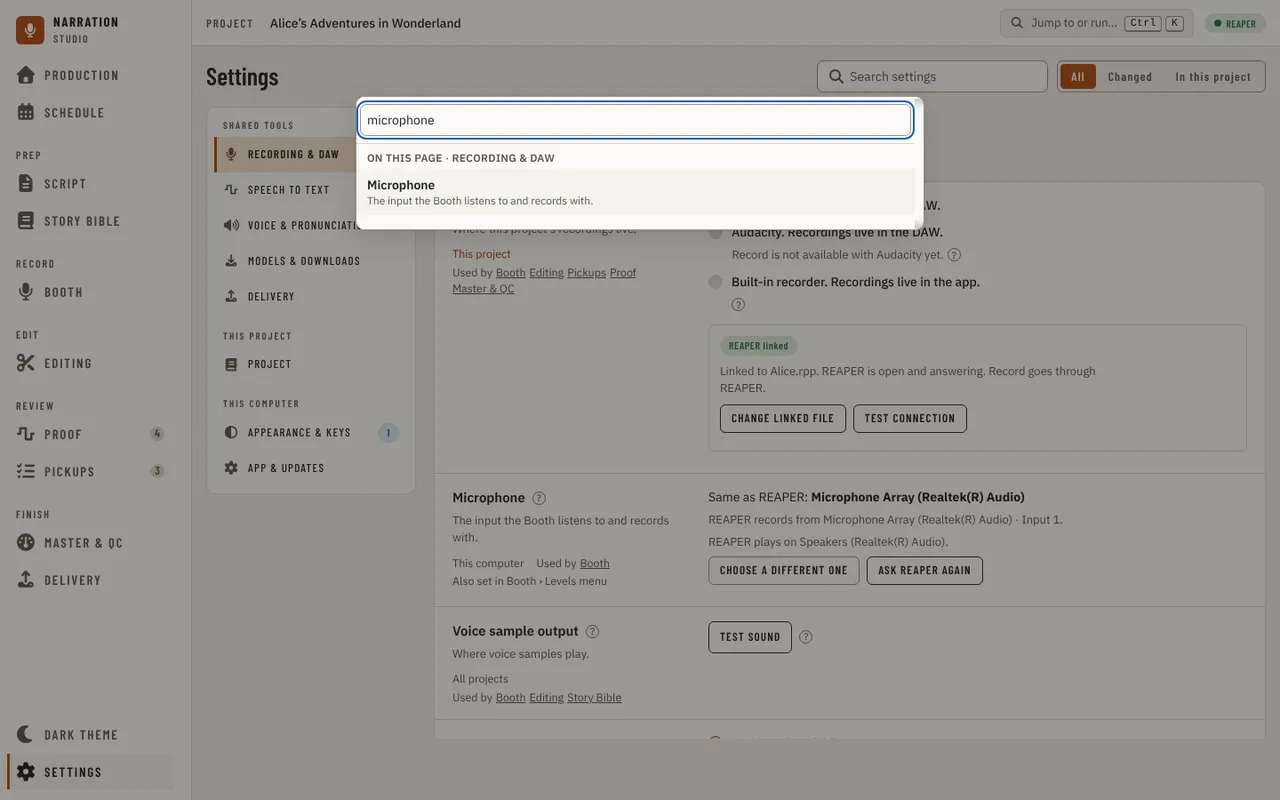 NARRATION
STUDIO
PROJECT Alice's Adventures in Wonderland
Jump to or run... Ctrl K
REAPER
PRODUCTION
SCHEDULE
PREP
SCRIPT
STORY BIBLE
RECORD
BOOTH
EDIT
EDITING
REVIEW
PROOF 4
PICKUPS 3
FINISH
MASTER & QC
DELIVERY
DARK THEME
SETTINGS
Settings
Search settings
All Changed In this project
SHARED TOOLS
RECORDING & DAW
SPEECH TO TEXT
VOICE & PRONUNCIATI
MODELS & DOWNLOADS
DELIVERY
THIS PROJECT
PROJECT
THIS COMPUTER
APPEARANCE & KEYS 1
APP & UPDATES
microphone
ON THIS PAGE · RECORDING & DAW
Microphone
The input the Booth listens to and records with.
Where this project's recordings live.
This project
Used by Booth Editing Pickups Proof
Master & QC
AW.
Audacity. Recordings live in the DAW.
Record is not available with Audacity yet. ?
Built-in recorder. Recordings live in the app.
?
REAPER linked
Linked to Alice.rpp. REAPER is open and answering. Record goes through
REAPER.
CHANGE LINKED FILE TEST CONNECTION
Microphone ?
The input the Booth listens to and records
with.
This computer Used by Booth
Also set in Booth › Levels menu
Same as REAPER: Microphone Array (Realtek(R) Audio)
REAPER records from Microphone Array (Realtek(R) Audio) · Input 1.
REAPER plays on Speakers (Realtek(R) Audio).
CHOOSE A DIFFERENT ONE ASK REAPER AGAIN
Voice sample output ?
Where voice samples play.
All projects
Used by Booth Editing Story Bible
TEST SOUND ?